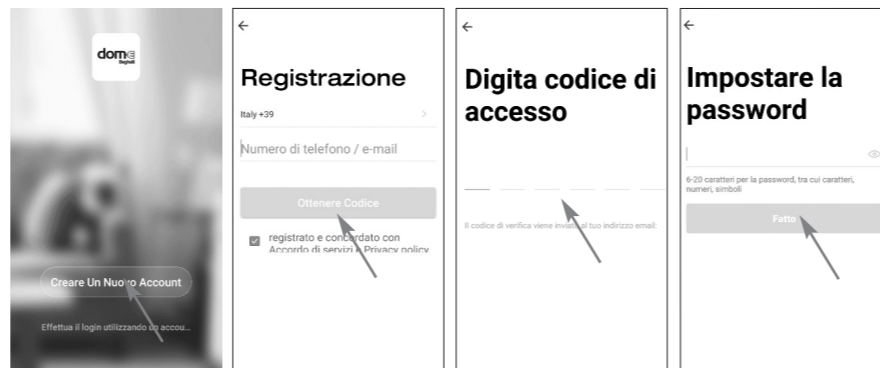 dome
Beghelli
Creare Un Nuovo Account
Effettua il login utilizzando un accou...
Registrazione
Italy +39
Numero di telefono / e-mail
Ottenere Codice
registrato e concordato con
Accordo di servizi e Privacy policy
Digita codice di
accesso
Il codice di verifica viene inviato al tuo indirizzo email:
Impostare la
password
6-20 caratteri per la password, tra cui caratteri,
numeri, simboli
Fatto